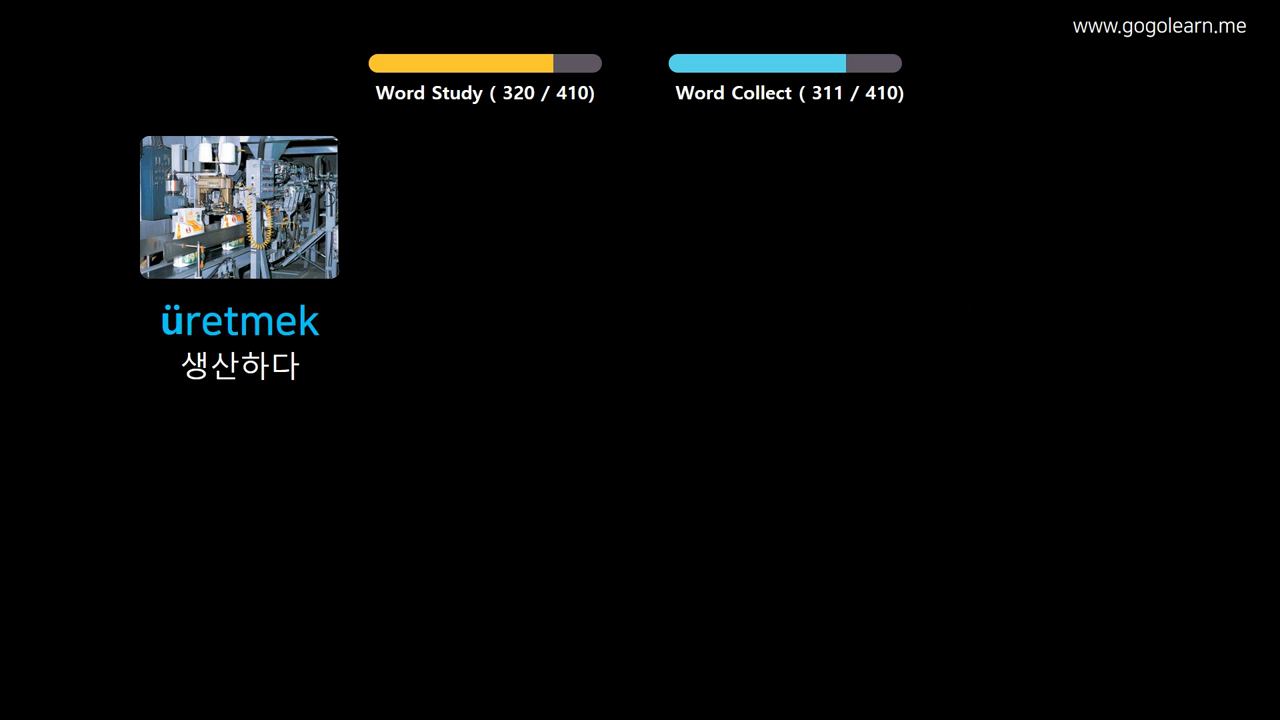 www.gogolearn.me
Word Study ( 320 / 410)
Word Collect ( 311 / 410)
üretmek
생산하다